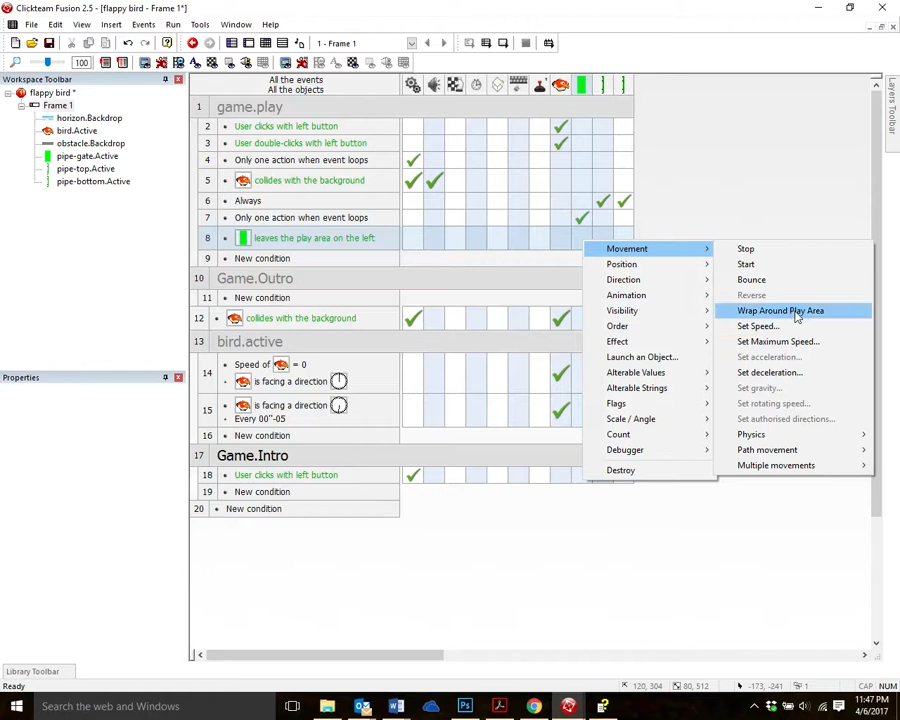 Clickteam Fusion 2.5 - [flappy bird - Frame 1*]
File Edit View Insert Events Run Tools Window Help
1 - Frame 1
100
Workspace Toolbar
flappy bird *
Frame 1
horizon.Backdrop
bird.Active
obstacle.Backdrop
pipe-gate.Active
pipe-top.Active
pipe-bottom.Active
Properties
Library Toolbar
Layers Toolbar
All the events
All the objects
1 game.play
2 User clicks with left button
3 User double-clicks with left button
4 Only one action when event loops
5 collides with the background
6 Always
7 Only one action when event loops
8 leaves the play area on the left
9 New condition
10 Game.Outro
11 New condition
12 collides with the background
13 bird.active
14 Speed of = 0
is facing a direction
15 is facing a direction
Every 00"-05
16 New condition
17 Game.Intro
18 User clicks with left button
19 New condition
20 New condition
Movement
Position
Direction
Animation
Visibility
Order
Effect
Launch an Object...
Alterable Values
Alterable Strings
Flags
Scale / Angle
Count
Debugger
Destroy
Stop
Start
Bounce
Reverse
Wrap Around Play Area
Set Speed...
Set Maximum Speed...
Set acceleration...
Set deceleration...
Set gravity...
Set rotating speed...
Set authorised directions...
Physics
Path movement
Multiple movements
Ready
120, 304
80, 512
-173, -241
1
CAP NUM
Search the web and Windows
11:47 PM
4/6/2017